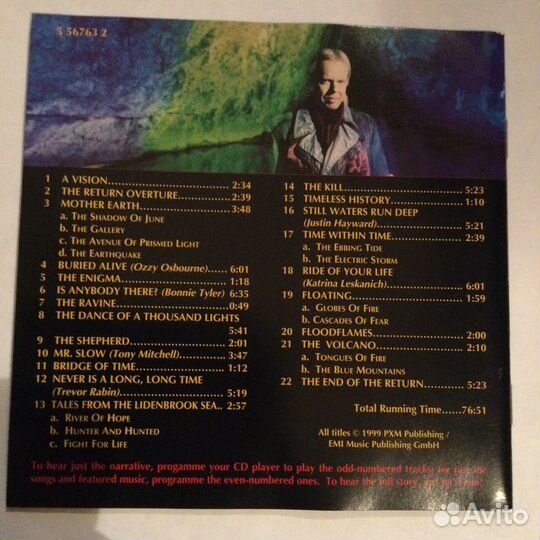 5 56763 2
1 A VISION........................2:34
2 THE RETURN OVERTURE............2:39
3 MOTHER EARTH...................3:48
a. THE SHADOW OF JUNE
b. THE GALLERY
c. THE AVENUE OF PRISMED LIGHT
d. THE EARTHQUAKE
4 BURIED ALIVE (Ozzy Osbourne)......6:01
5 THE ENIGMA........................1:18
6 IS ANYBODY THERE? (Bonnie Tyler) 6:35
7 THE RAVINE........................0:49
8 THE DANCE OF A THOUSAND LIGHTS
5:41
9 THE SHEPHERD......................2:01
10 MR. SLOW (Tony Mitchell)..........3:47
11 BRIDGE OF TIME....................1:12
12 NEVER IS A LONG, LONG TIME
(Trevor Rabin)....................5:19
13 TALES FROM THE LIDENBROOK SEA.. 2:57
a. RIVER OF HOPE
b. HUNTER AND HUNTED
c. FIGHT FOR LIFE
14 THE KILL..........................5:23
15 TIMELESS HISTORY..................1:10
16 STILL WATERS RUN DEEP
(Justin Hayward)..................5:21
17 TIME WITHIN TIME..................2:39
a. THE EBBING TIDE
b. THE ELECTRIC STORM
18 RIDE OF YOUR LIFE
(Katrina Leskanich)...............6:01
19 FLOATING..........................1:59
a. GLOBES OF FIRE
b. CASCADES OF FEAR
20 FLOODFLAMES.......................2:00
21 THE VOLCANO.......................2:10
a. TONGUES OF FIRE
b. THE BLUE MOUNTAINS
22 THE END OF THE RETURN.............5:23
Total Running Time.....76:51
All titles © 1999 PXM Publishing /
EMI Music Publishing GmbH
To hear just the narrative, progamme your CD player to play the odd-numbered tracks; for just the
songs and featured music, programme the even-numbered ones. To hear the full story, just
Avito